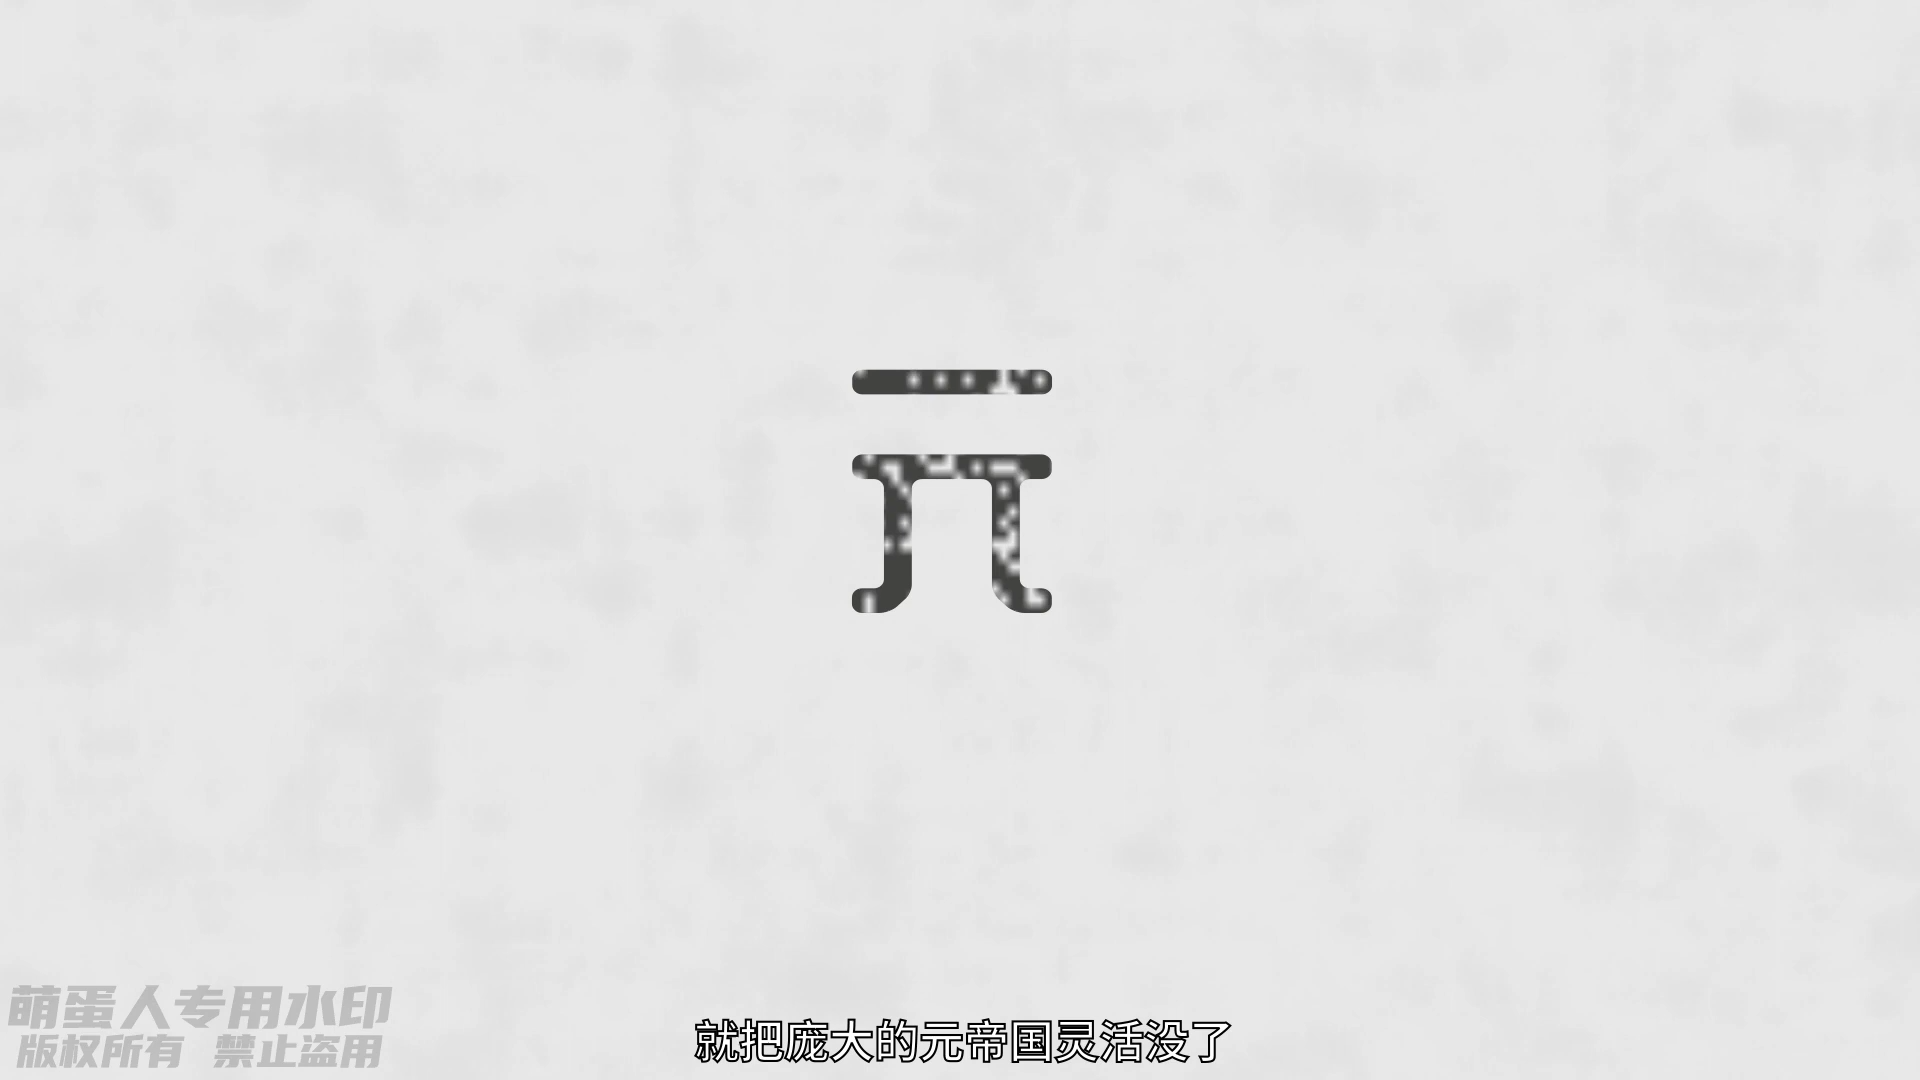 元
就把庞大的元帝国灵活没了
萌蛋人专用水印
版权所有 禁止盗用